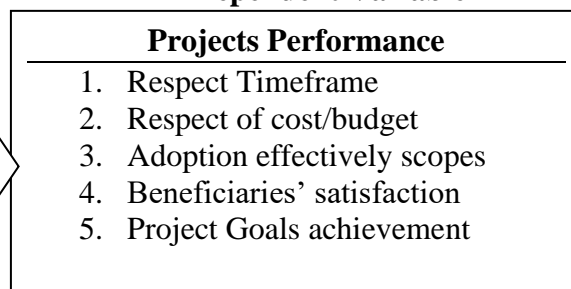 Projects Performance
1. Respect Timeframe
2. Respect of cost/budget
3. Adoption effectively scopes
4. Beneficiaries’ satisfaction
5. Project Goals achievement